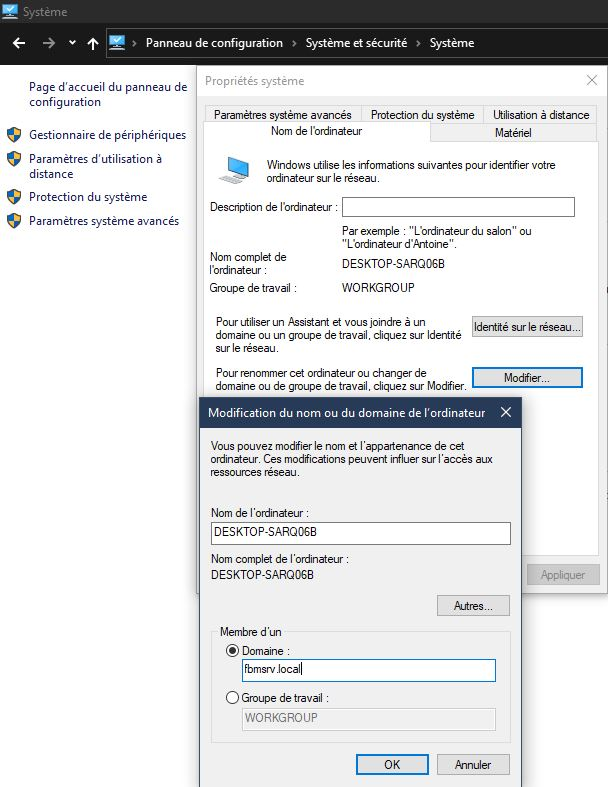 Système
Panneau de configuration
Système et sécurité
Système
Page d'accueil du panneau de
configuration
Gestionnaire de périphériques
Paramètres d'utilisation à
distance
Protection du système
Paramètres système avancés
Propriétés système
Paramètres système avancés
Protection du système
Utilisation à distance
Nom de l'ordinateur
Matériel
Windows utilise les informations suivantes pour identifier votre
ordinateur sur le réseau.
Description de l'ordinateur :
Par exemple : "L'ordinateur du salon" ou
"L'ordinateur d'Antoine".
Nom complet de
l'ordinateur :
DESKTOP-SARQ06B
Groupe de travail :
WORKGROUP
Pour utiliser un Assistant et vous joindre à un
domaine ou un groupe de travail, cliquez sur Identité
sur le réseau.
Identité sur le réseau...
Pour renommer cet ordinateur ou changer de
domaine ou de groupe de travail, cliquez sur Modifier.
Modifier...
Modification du nom ou du domaine de l'ordinateur
Vous pouvez modifier le nom et l'appartenance de cet
ordinateur. Ces modifications peuvent influer sur l'accès aux
ressources réseau.
Nom de l'ordinateur :
DESKTOP-SARQ06B
Nom complet de l'ordinateur :
DESKTOP-SARQ06B
Appliquer
Autres...
Membre d'un
Domaine :
fbmsrv.local
Groupe de travail :
WORKGROUP
OK
Annuler